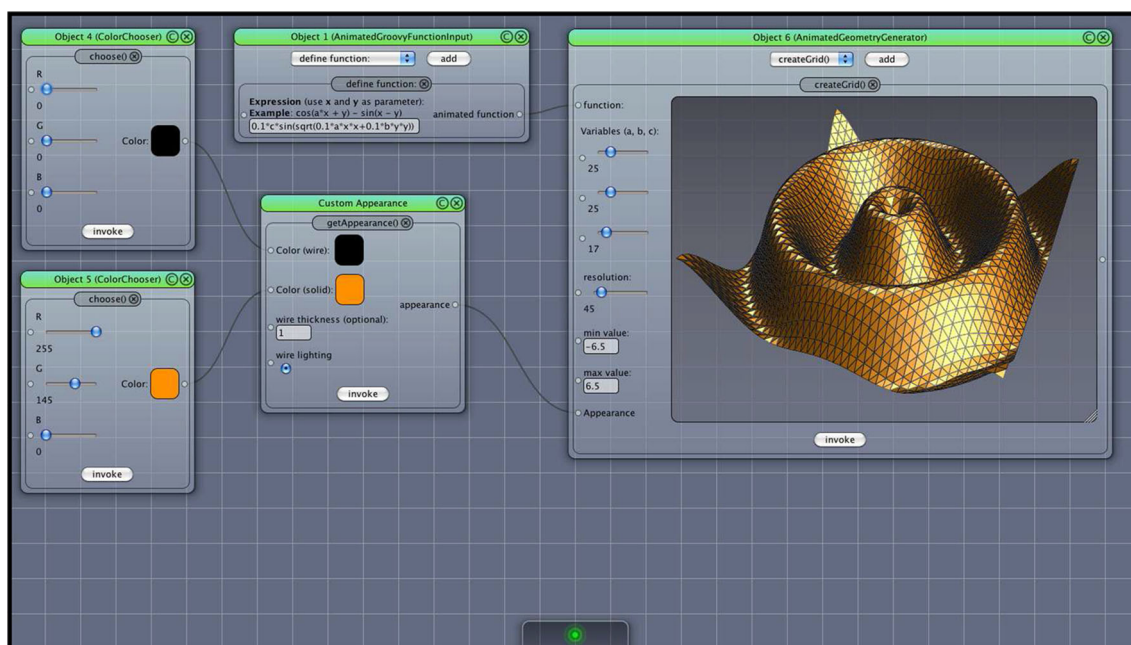 Object 4 (ColorChooser)
choose()
R
0
G
0
Color:
B
0
invoke
Object 5 (ColorChooser)
choose()
R
255
G
145
Color:
B
0
invoke
Object 1 (AnimatedGroovyFunctionInput)
define function:
add
define function:
Expression (use x and y as parameter):
Example: cos(a*x + y) - sin(x - y)
0.1*c*sin(sqrt(0.1*a*x*x+0.1*b*y*y))
animated function
Custom Appearance
getAppearance()
Color (wire):
Color (solid):
appearance
wire thickness (optional):
1
wire lighting
invoke
Object 6 (AnimatedGeometryGenerator)
createGrid()
add
createGrid()
function:
Variables (a, b, c):
25
25
17
resolution:
45
min value:
-6.5
max value:
6.5
Appearance
invoke